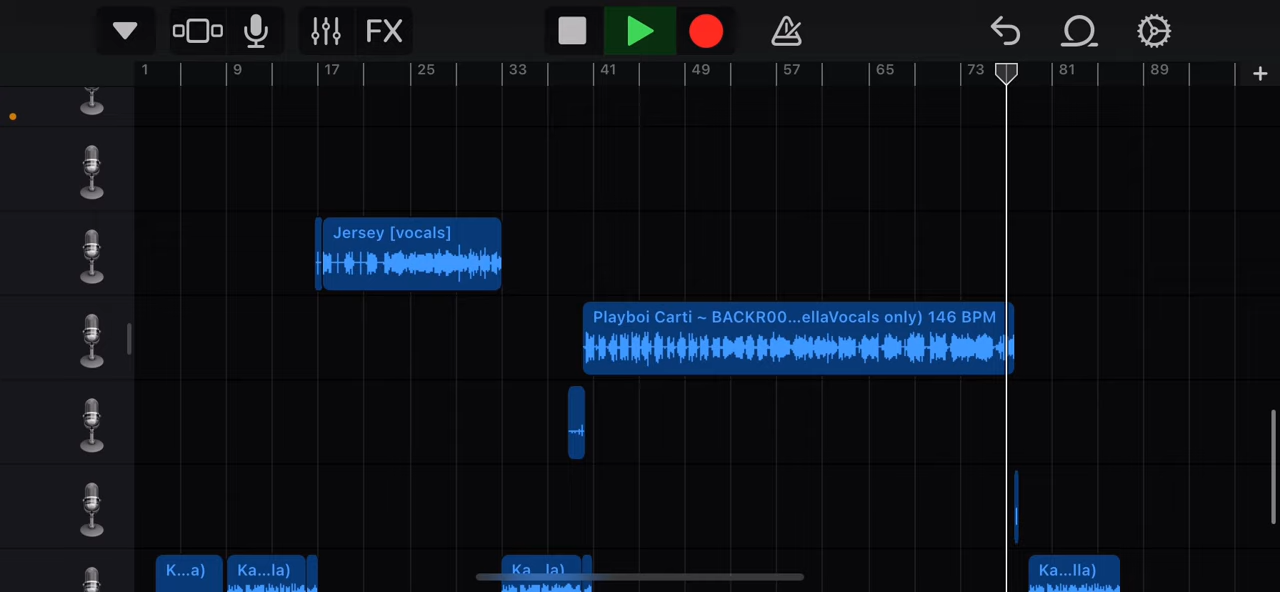 FX
1 9 17 25 33 41 49 57 65 73 81 89 +
Jersey [vocals]
Playboi Carti ~ BACKR00...ellaVocals only) 146 BPM
K...a) Ka...lla) Ka...la) Ka...lla)